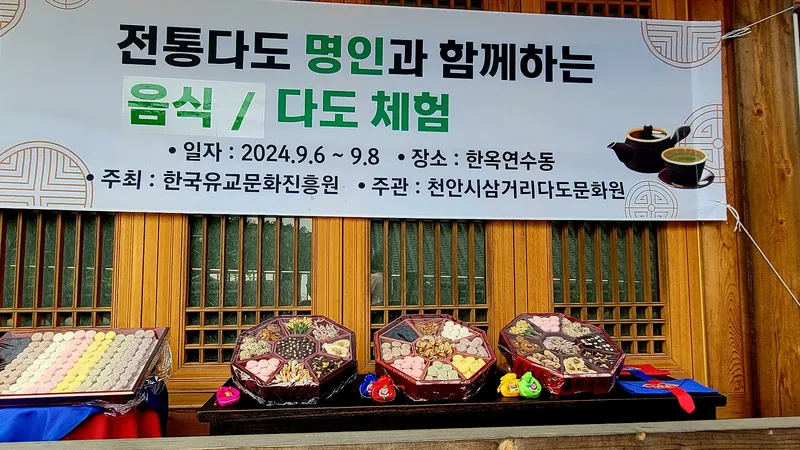 전통다도 명인과 함께하는
음식 / 다도 체험
• 일자 : 2024.9.6 ~ 9.8 • 장소 : 한옥연수동
• 주최 : 한국유교문화진흥원 • 주관 : 천안시삼거리다도문화원